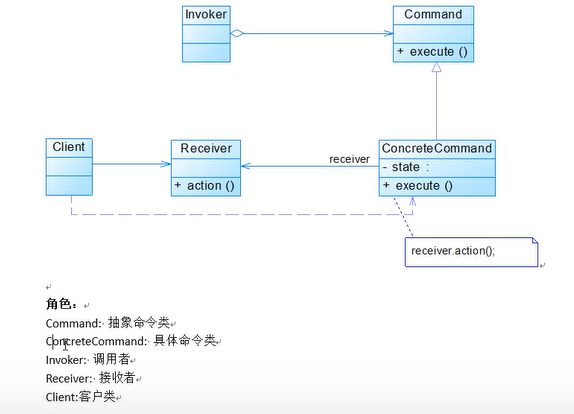 Invoker
Command
+ execute ()
Client
Receiver
+ action ()
receiver
ConcreteCommand
- state :
+ execute ()
receiver.action();
角色：
Command: 抽象命令类
ConcreteCommand: 具体命令类
Invoker: 调用者
Receiver: 接收者
Client:客户类